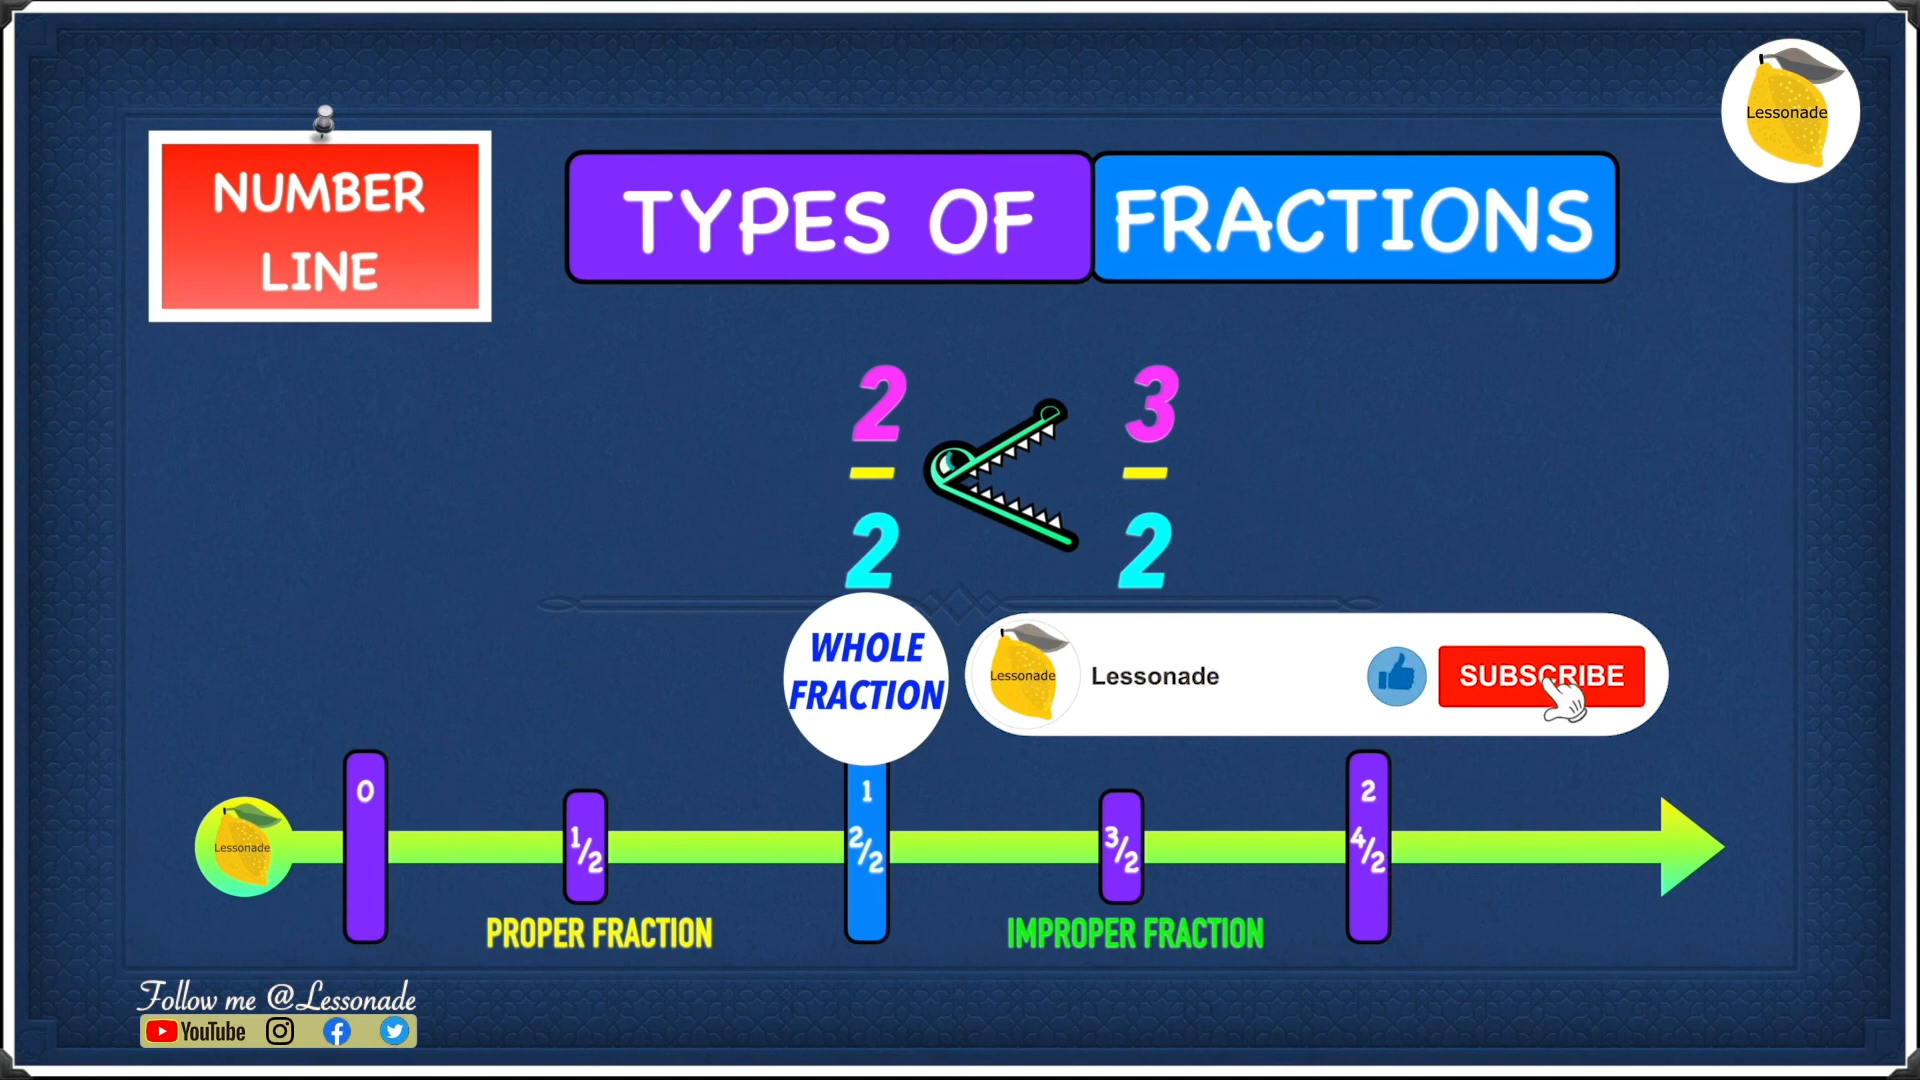 Lessonade
NUMBER
LINE
TYPES OF FRACTIONS
2 < 3
2 2
WHOLE
FRACTION
Lessonade
Lessonade
SUBSCRIBE
0
1
2
Lessonade
1/2
2/2
3/2
4/2
PROPER FRACTION
IMPROPER FRACTION
Follow me @Lessonade
YouTube